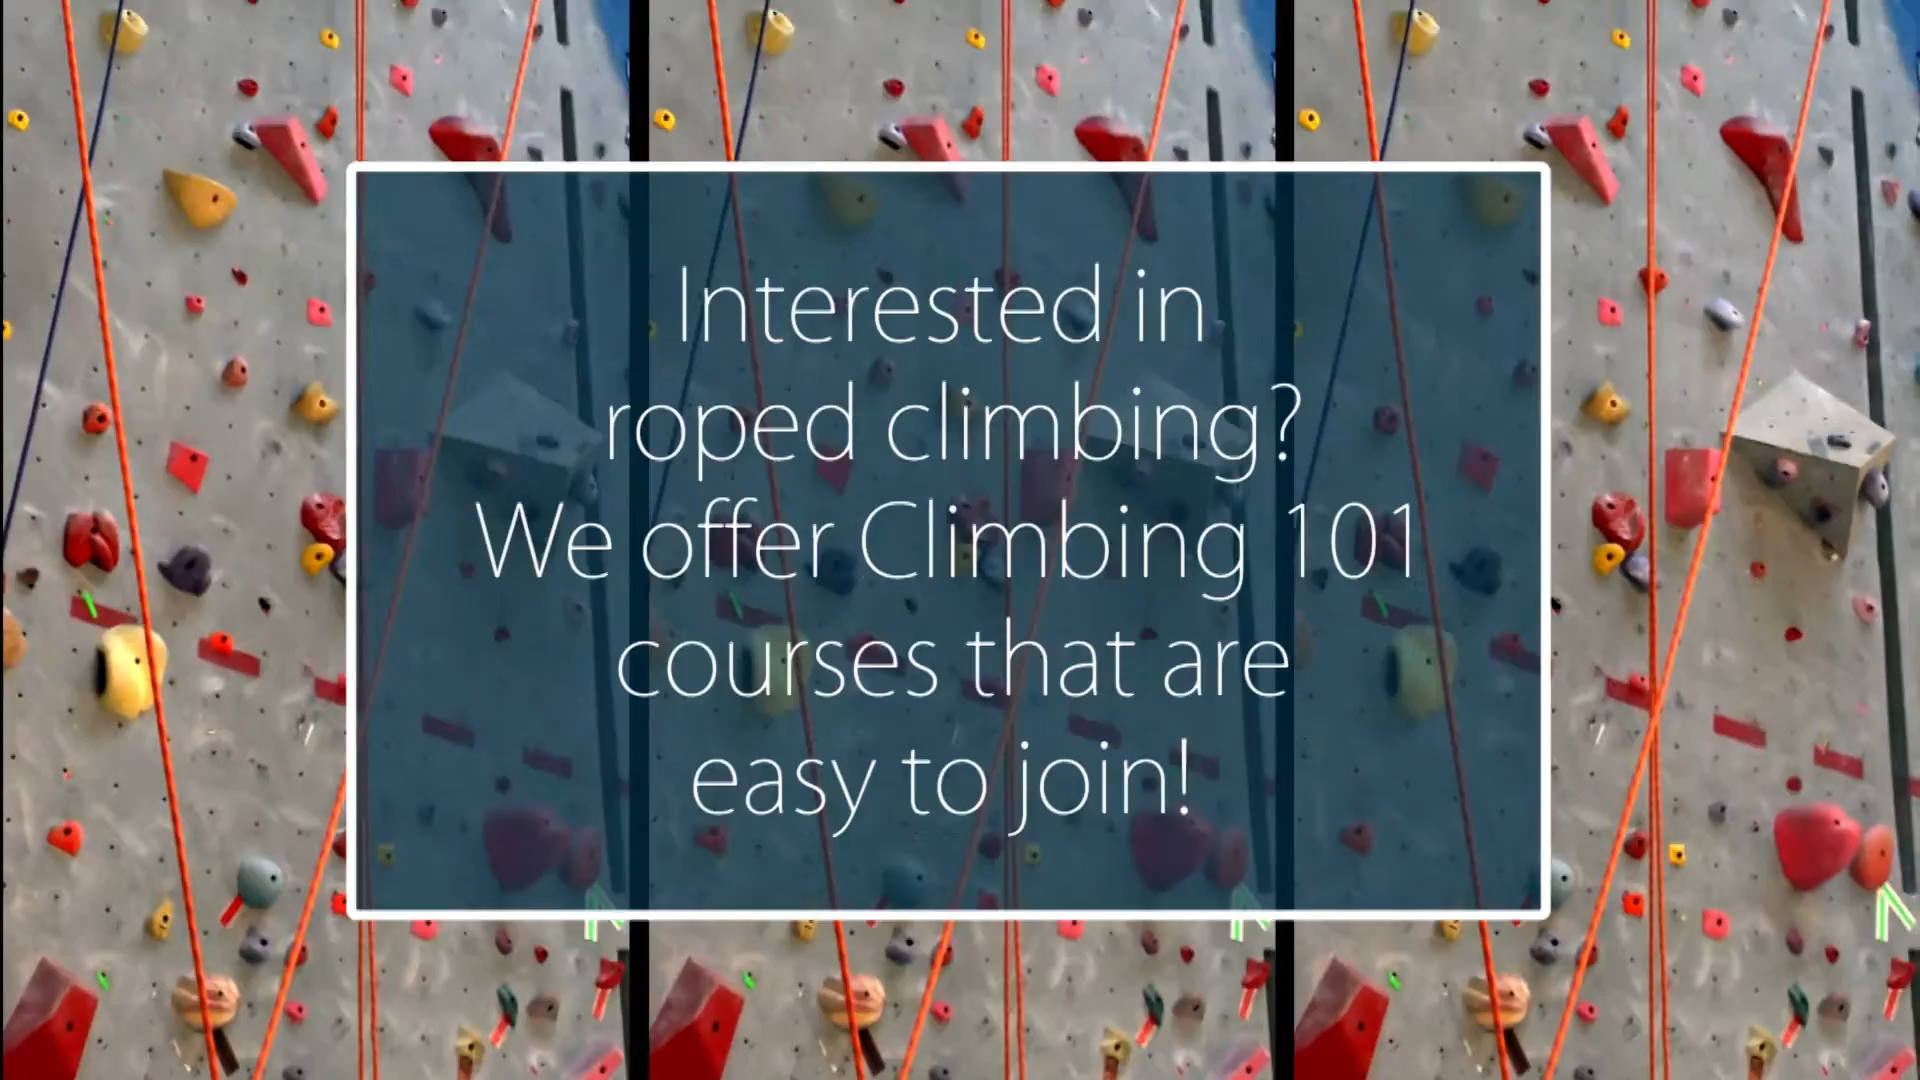 Interested in
roped climbing?
We offer Climbing 101
courses that are
easy to join!